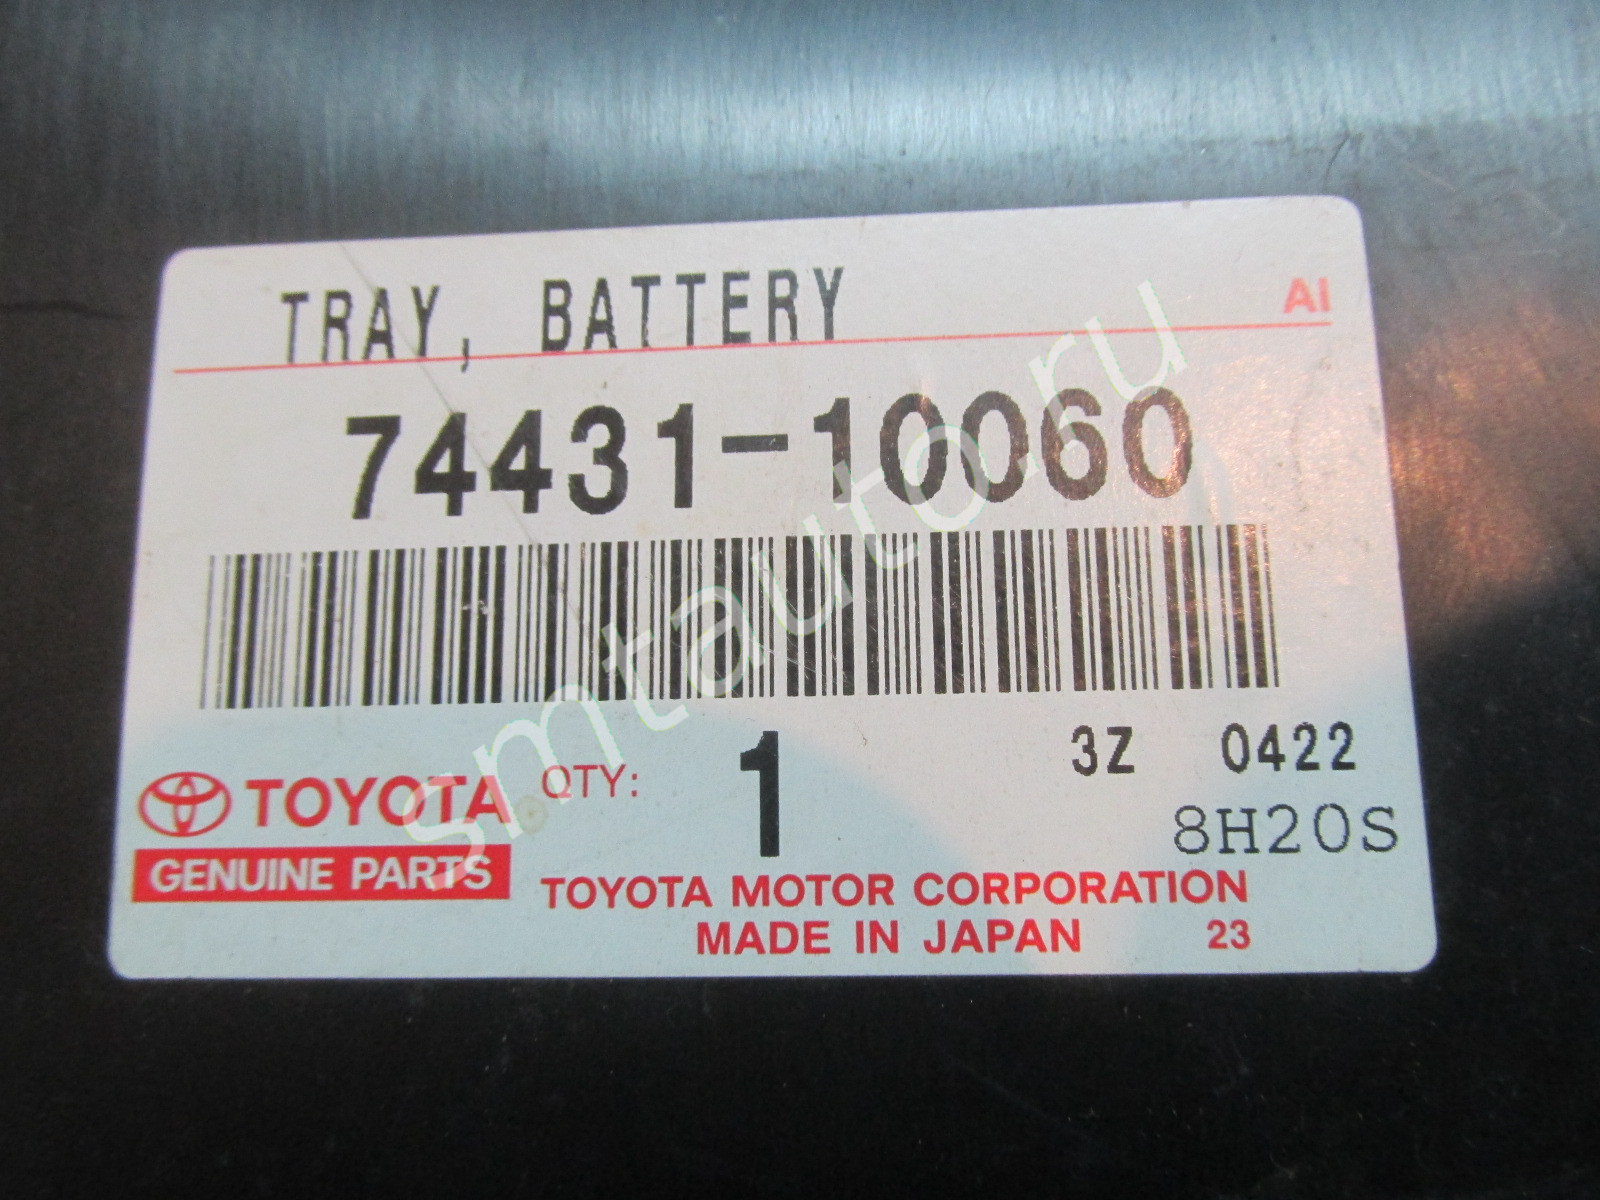 TRAY, BATTERY
AI
74431-10060
TOYOTA
GENUINE PARTS
QTY: 1
3Z 0422
8H20S
TOYOTA MOTOR CORPORATION
MADE IN JAPAN 23
smtauto.ru